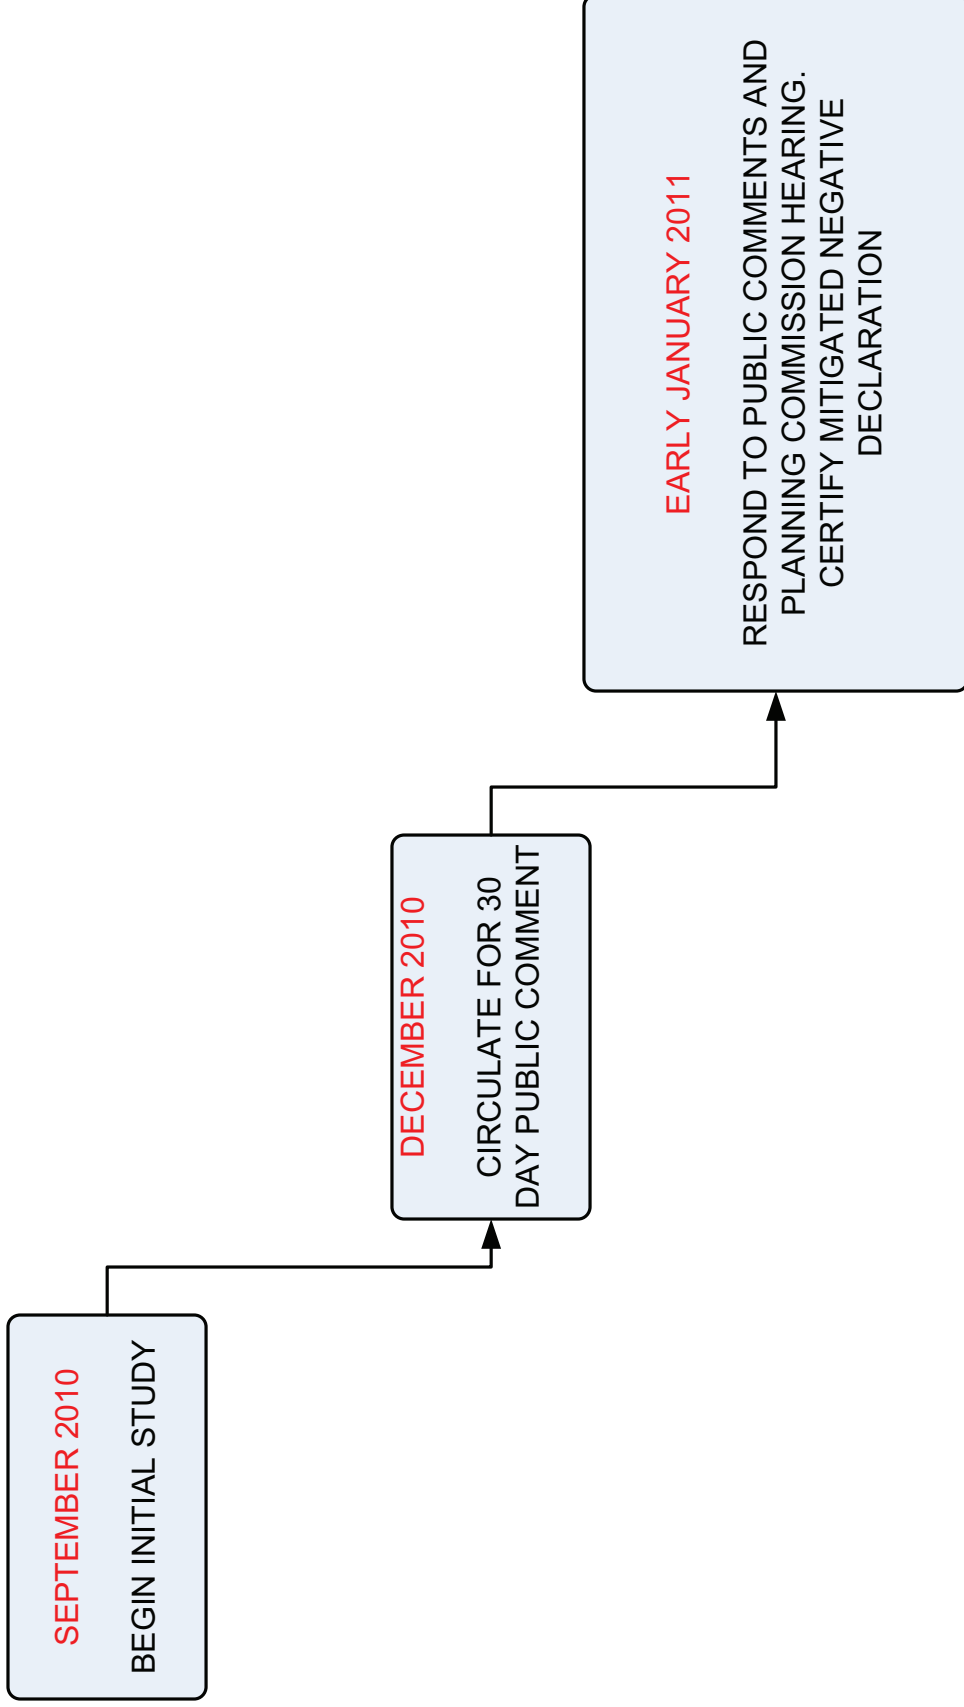 SEPTEMBER 2010
BEGIN INITIAL STUDY
DECEMBER 2010
CIRCULATE FOR 30
DAY PUBLIC COMMENT
EARLY JANUARY 2011
RESPOND TO PUBLIC COMMENTS AND
PLANNING COMMISSION HEARING.
CERTIFY MITIGATED NEGATIVE
DECLARATION